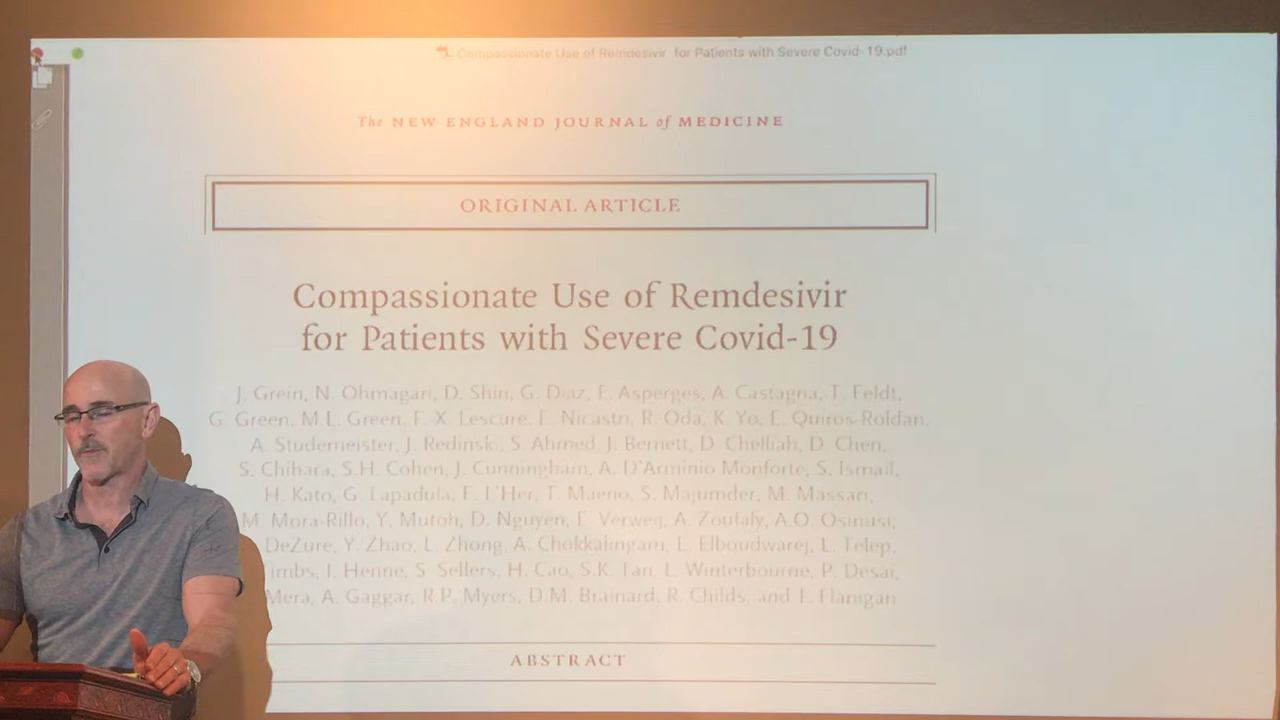 Compassionate Use of Remdesivir for Patients with Severe Covid-19.pdf
The NEW ENGLAND JOURNAL of MEDICINE
ORIGINAL ARTICLE
Compassionate Use of Remdesivir
for Patients with Severe Covid-19
J. Grein, N. Ohmagari, D. Shin, G. Diaz, E. Asperges, A. Castagna, T. Feldt,
G. Green, M.L. Green, F. X. Lescure, E. Nicastri, R. Oda, K. Yo, E. Quiros-Roldan,
A. Studemeister, J. Redinski, S. Ahmed, J. Bernett, D. Chelliah, D. Chen,
S. Chihara, S.H. Cohen, J. Cunningham, A. D'Arminio Monforte, S. Ismail,
H. Kato, G. Lapadula, E. L'Her, T. Maeno, S. Majumder, M. Massari,
M. Mora-Rillo, Y. Mutoh, D. Nguyen, E. Verweij, A. Zoufaly, A.O. Osinusi,
DeZure, Y. Zhao, L. Zhong, A. Chokkalingam, E. Elboudwarej, L. Telep,
imbs, I. Henne, S. Sellers, H. Cao, S.K. Tan, L. Winterbourne, P. Desai,
Mera, A. Gaggar, R.P. Myers, D.M. Brainard, R. Childs, and T. Flanigan
ABSTRACT